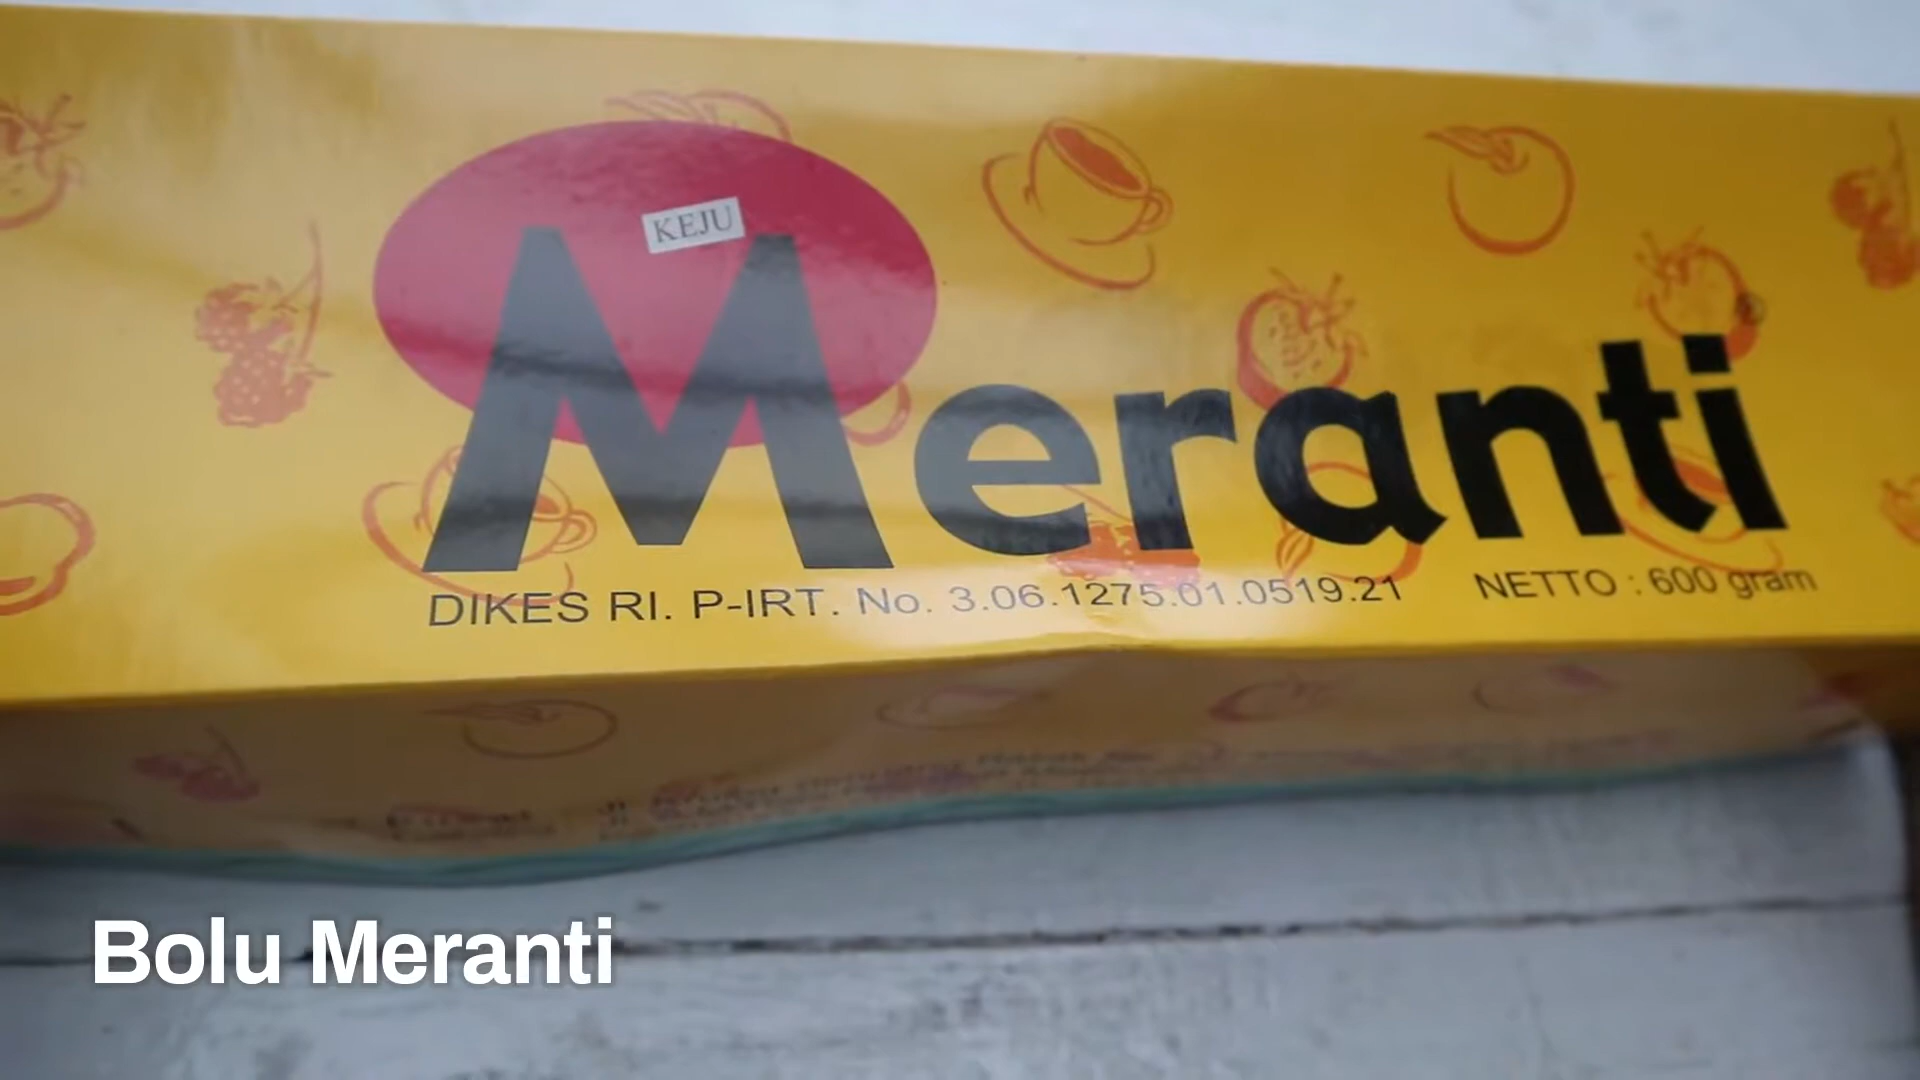 KEJU
Meranti
DIKES RI. P-IRT. No. 3.06.1275.01.0519.21 NETTO : 600 gram
Bolu Meranti